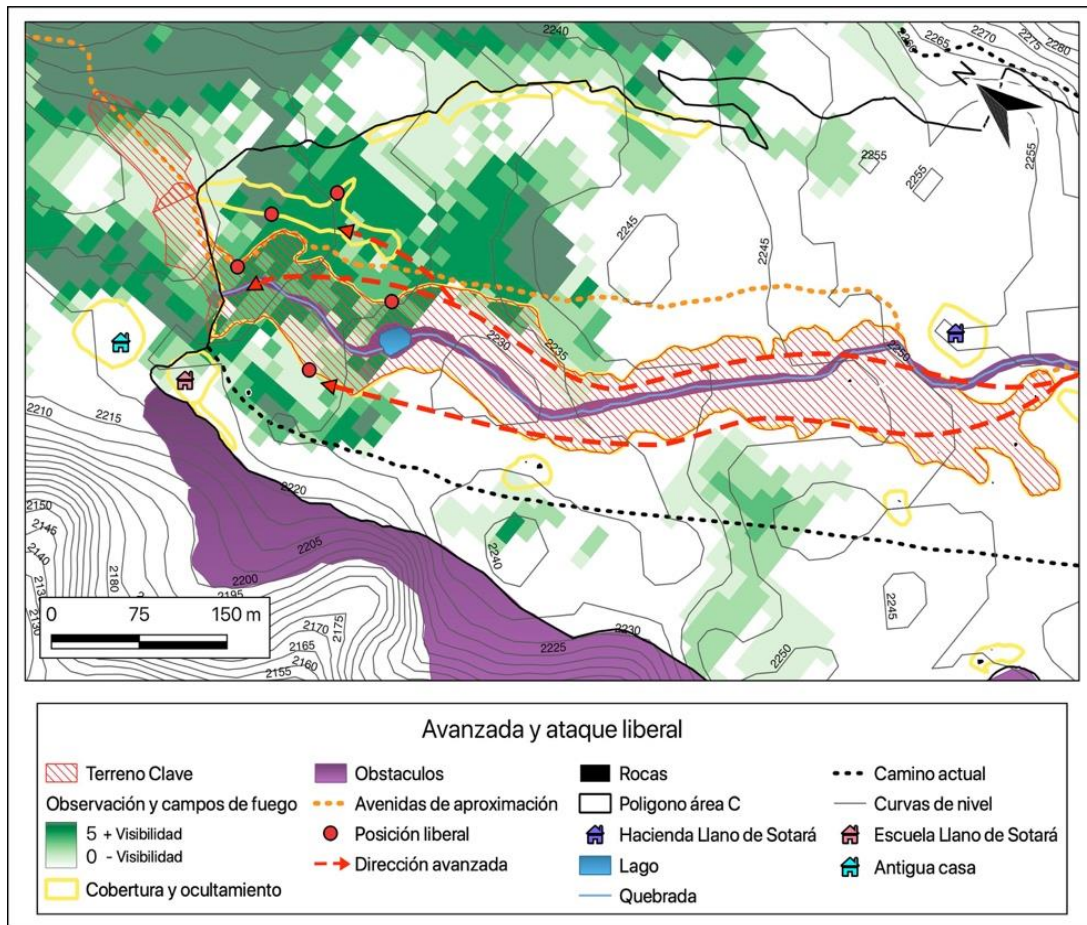 2240
2260
2265
2270
2275
2280
N
2255
2255
2255
2245
2245
2245
2230
2235
2250
2210
2215
2220
2150
2145
2140
2180
2205
2200
2195
2240
2245
2230
2225
2250
2170
2175
2165
2160
2155
2130
0 75 150 m
Avanzada y ataque liberal
Terreno Clave
Observación y campos de fuego
5 + Visibilidad
0 - Visibilidad
Cobertura y ocultamiento
Obstaculos
Avenidas de aproximación
Posición liberal
Dirección avanzada
Rocas
Poligono área C
Hacienda Llano de Sotará
Lago
Quebrada
Camino actual
Curvas de nivel
Escuela Llano de Sotará
Antigua casa